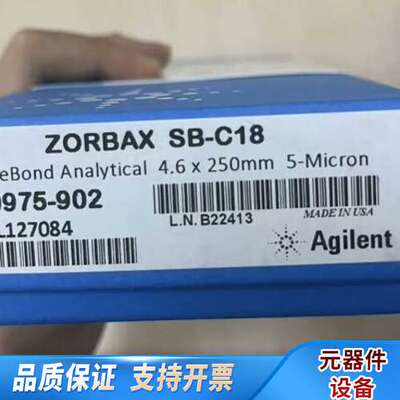 ZORBAX SB-C18
eBond Analytical 4.6 x 250mm 5-Micron
975-902
L127084
L.N. B22413
MADE IN USA
Agilent
品质保证 支持开票
元器件
设备